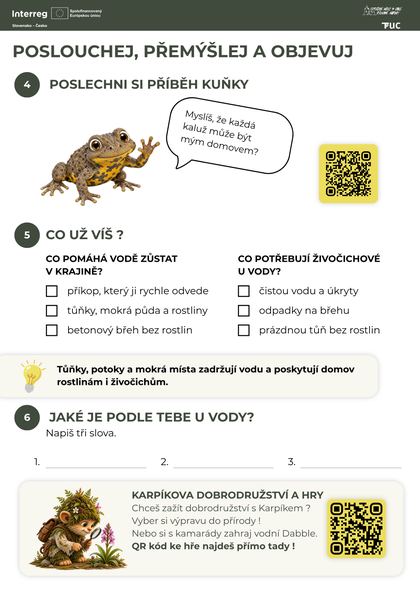 Interreg
Spolufinancovaný
Európskou úniou
Slovensko – Česko
FUC
POSLOUCHEJ, PŘEMÝŠLEJ A OBJEVUJ
4 POSLECHNI SI PŘÍBĚH KUŇKY
Myslíš, že každá
kaluž může být
mým domovem?
5 CO UŽ VÍŠ ?
CO POMÁHÁ VODĚ ZŮSTAT
V KRAJINĚ?
příkop, který ji rychle odvede
tůňky, mokrá půda a rostliny
betonový břeh bez rostlin
CO POTŘEBUJÍ ŽIVOČICHOVÉ
U VODY?
čistou vodu a úkryty
odpadky na břehu
prázdnou tůň bez rostlin
Tůňky, potoky a mokrá místa zadržují vodu a poskytují domov
rostlinám i živočichům.
6 JAKÉ JE PODLE TEBE U VODY?
Napiš tři slova.
1. 2. 3.
KARPÍKOVA DOBRODRUŽSTVÍ A HRY
Chceš zažít dobrodružství s Karpíkem ?
Vyber si výpravu do přírody !
Nebo si s kamarády zahraj vodní Dabble.
QR kód ke hře najdeš přímo tady !